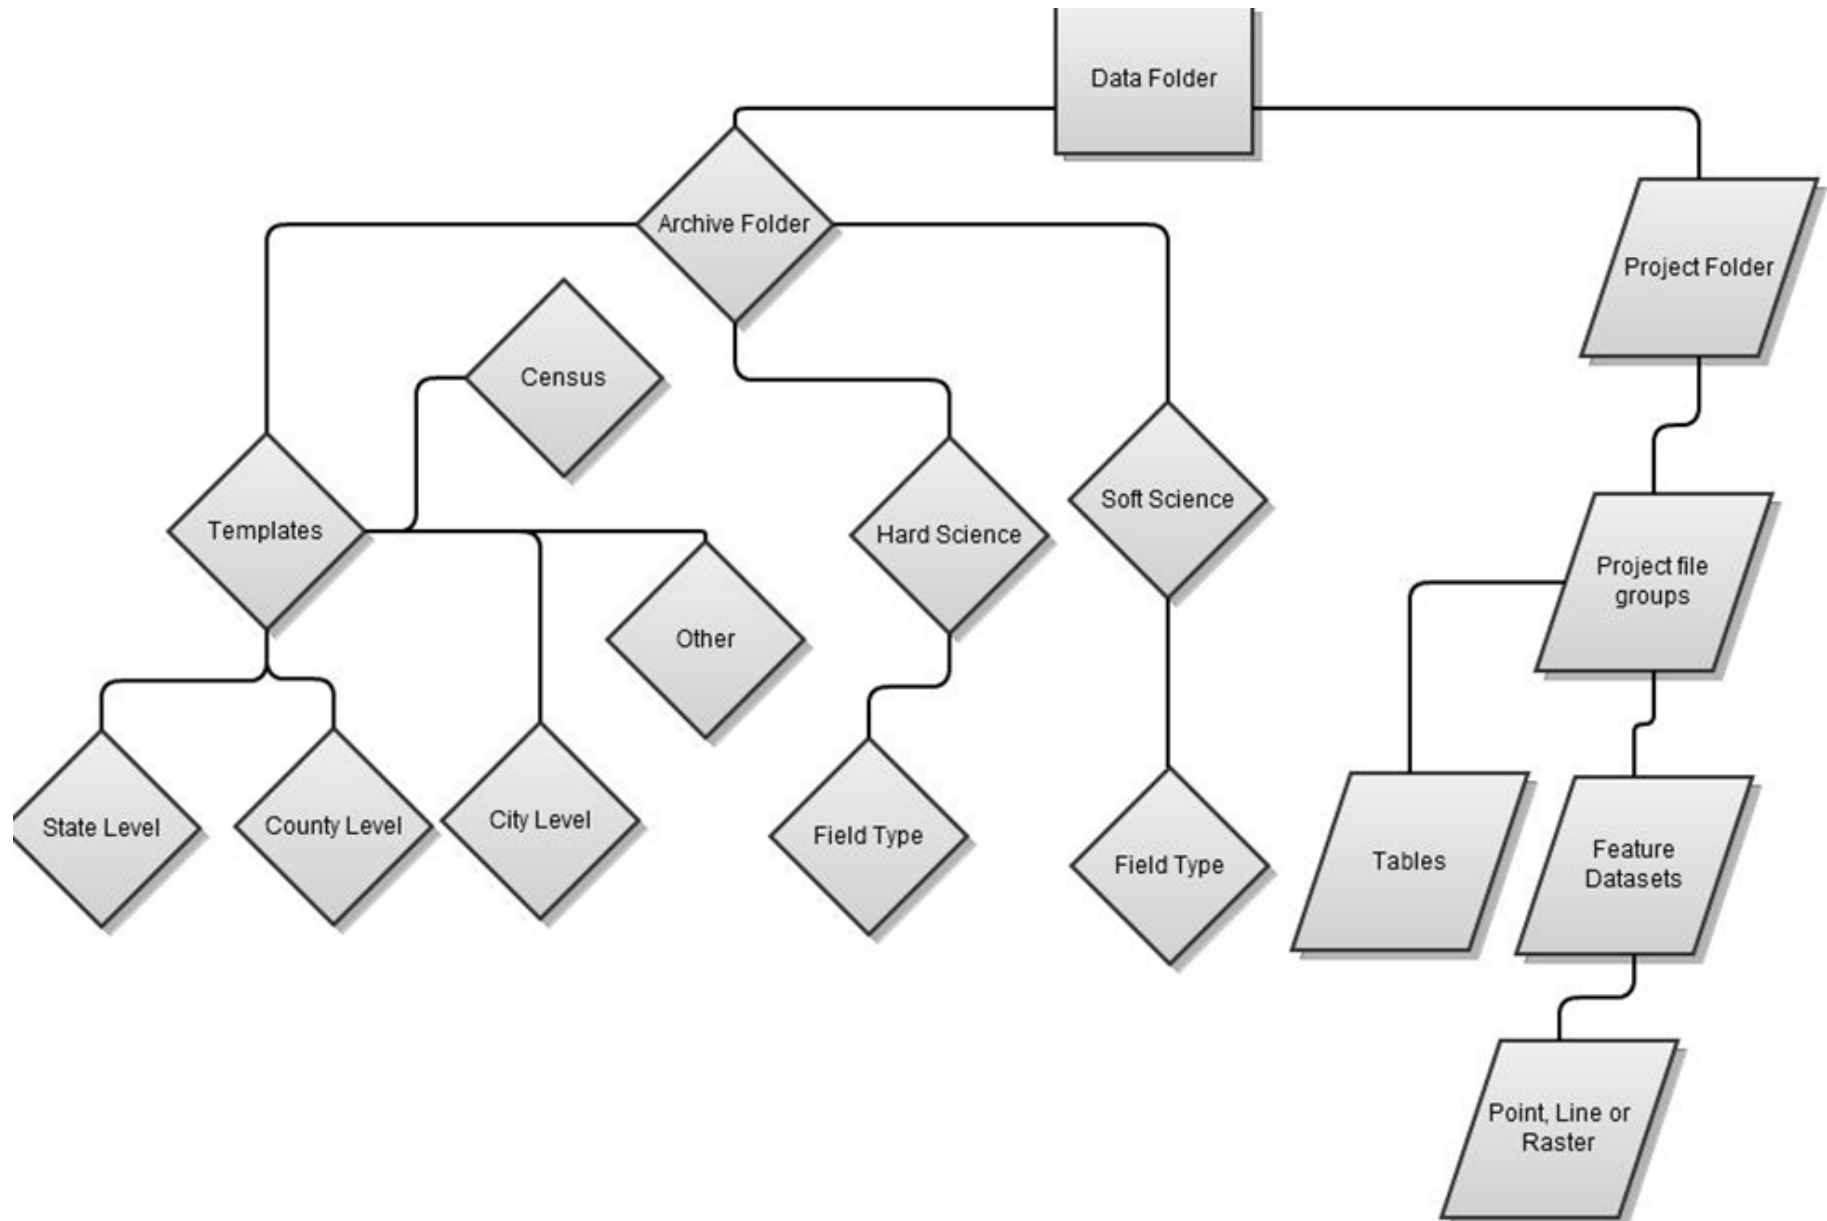 Data Folder
Archive Folder
Project Folder
Census
Templates
Hard Science
Soft Science
Project file
groups
Other
State Level
County Level
City Level
Field Type
Field Type
Tables
Feature
Datasets
Point, Line or
Raster